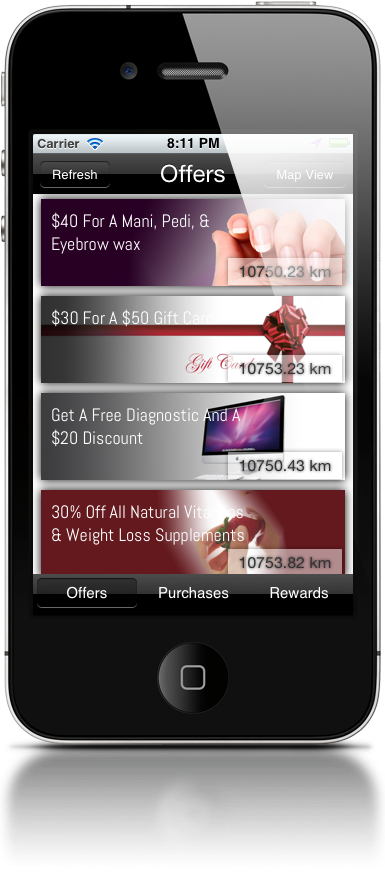 Carrier 8:11 PM
Refresh Offers Map View
$40 For A Mani, Pedi, &
Eyebrow wax
10750.23 km
$30 For A $50 Gift Card
Gift Card
10753.23 km
Get A Free Diagnostic And A
$20 Discount
10750.43 km
30% Off All Natural Vitamins
& Weight Loss Supplements
10753.82 km
Offers Purchases Rewards